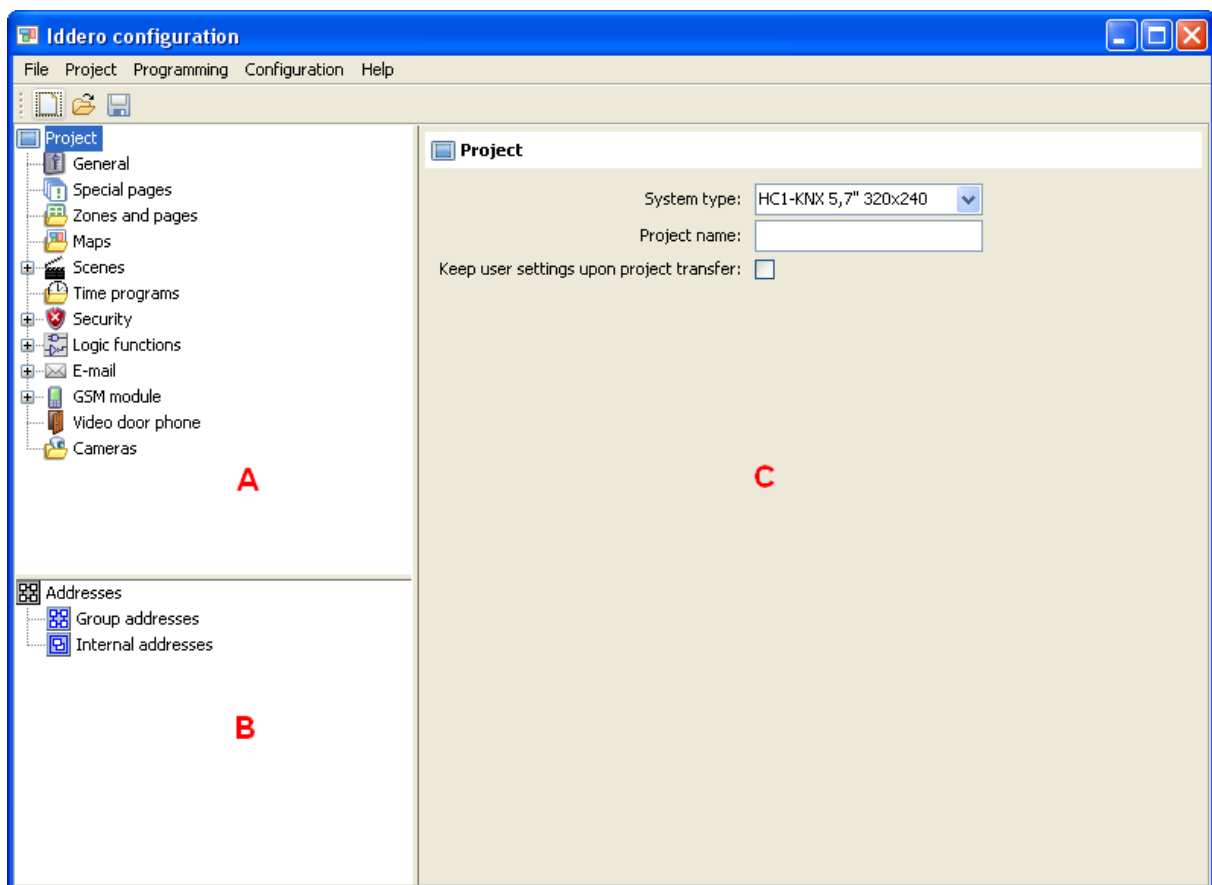 Iddero configuration
File Project Programming Configuration Help
Project
General
Special pages
Zones and pages
Maps
Scenes
Time programs
Security
Logic functions
E-mail
GSM module
Video door phone
Cameras
A
Addresses
Group addresses
Internal addresses
B
Project
System type: HC1-KNX 5,7" 320x240
Project name:
Keep user settings upon project transfer:
C